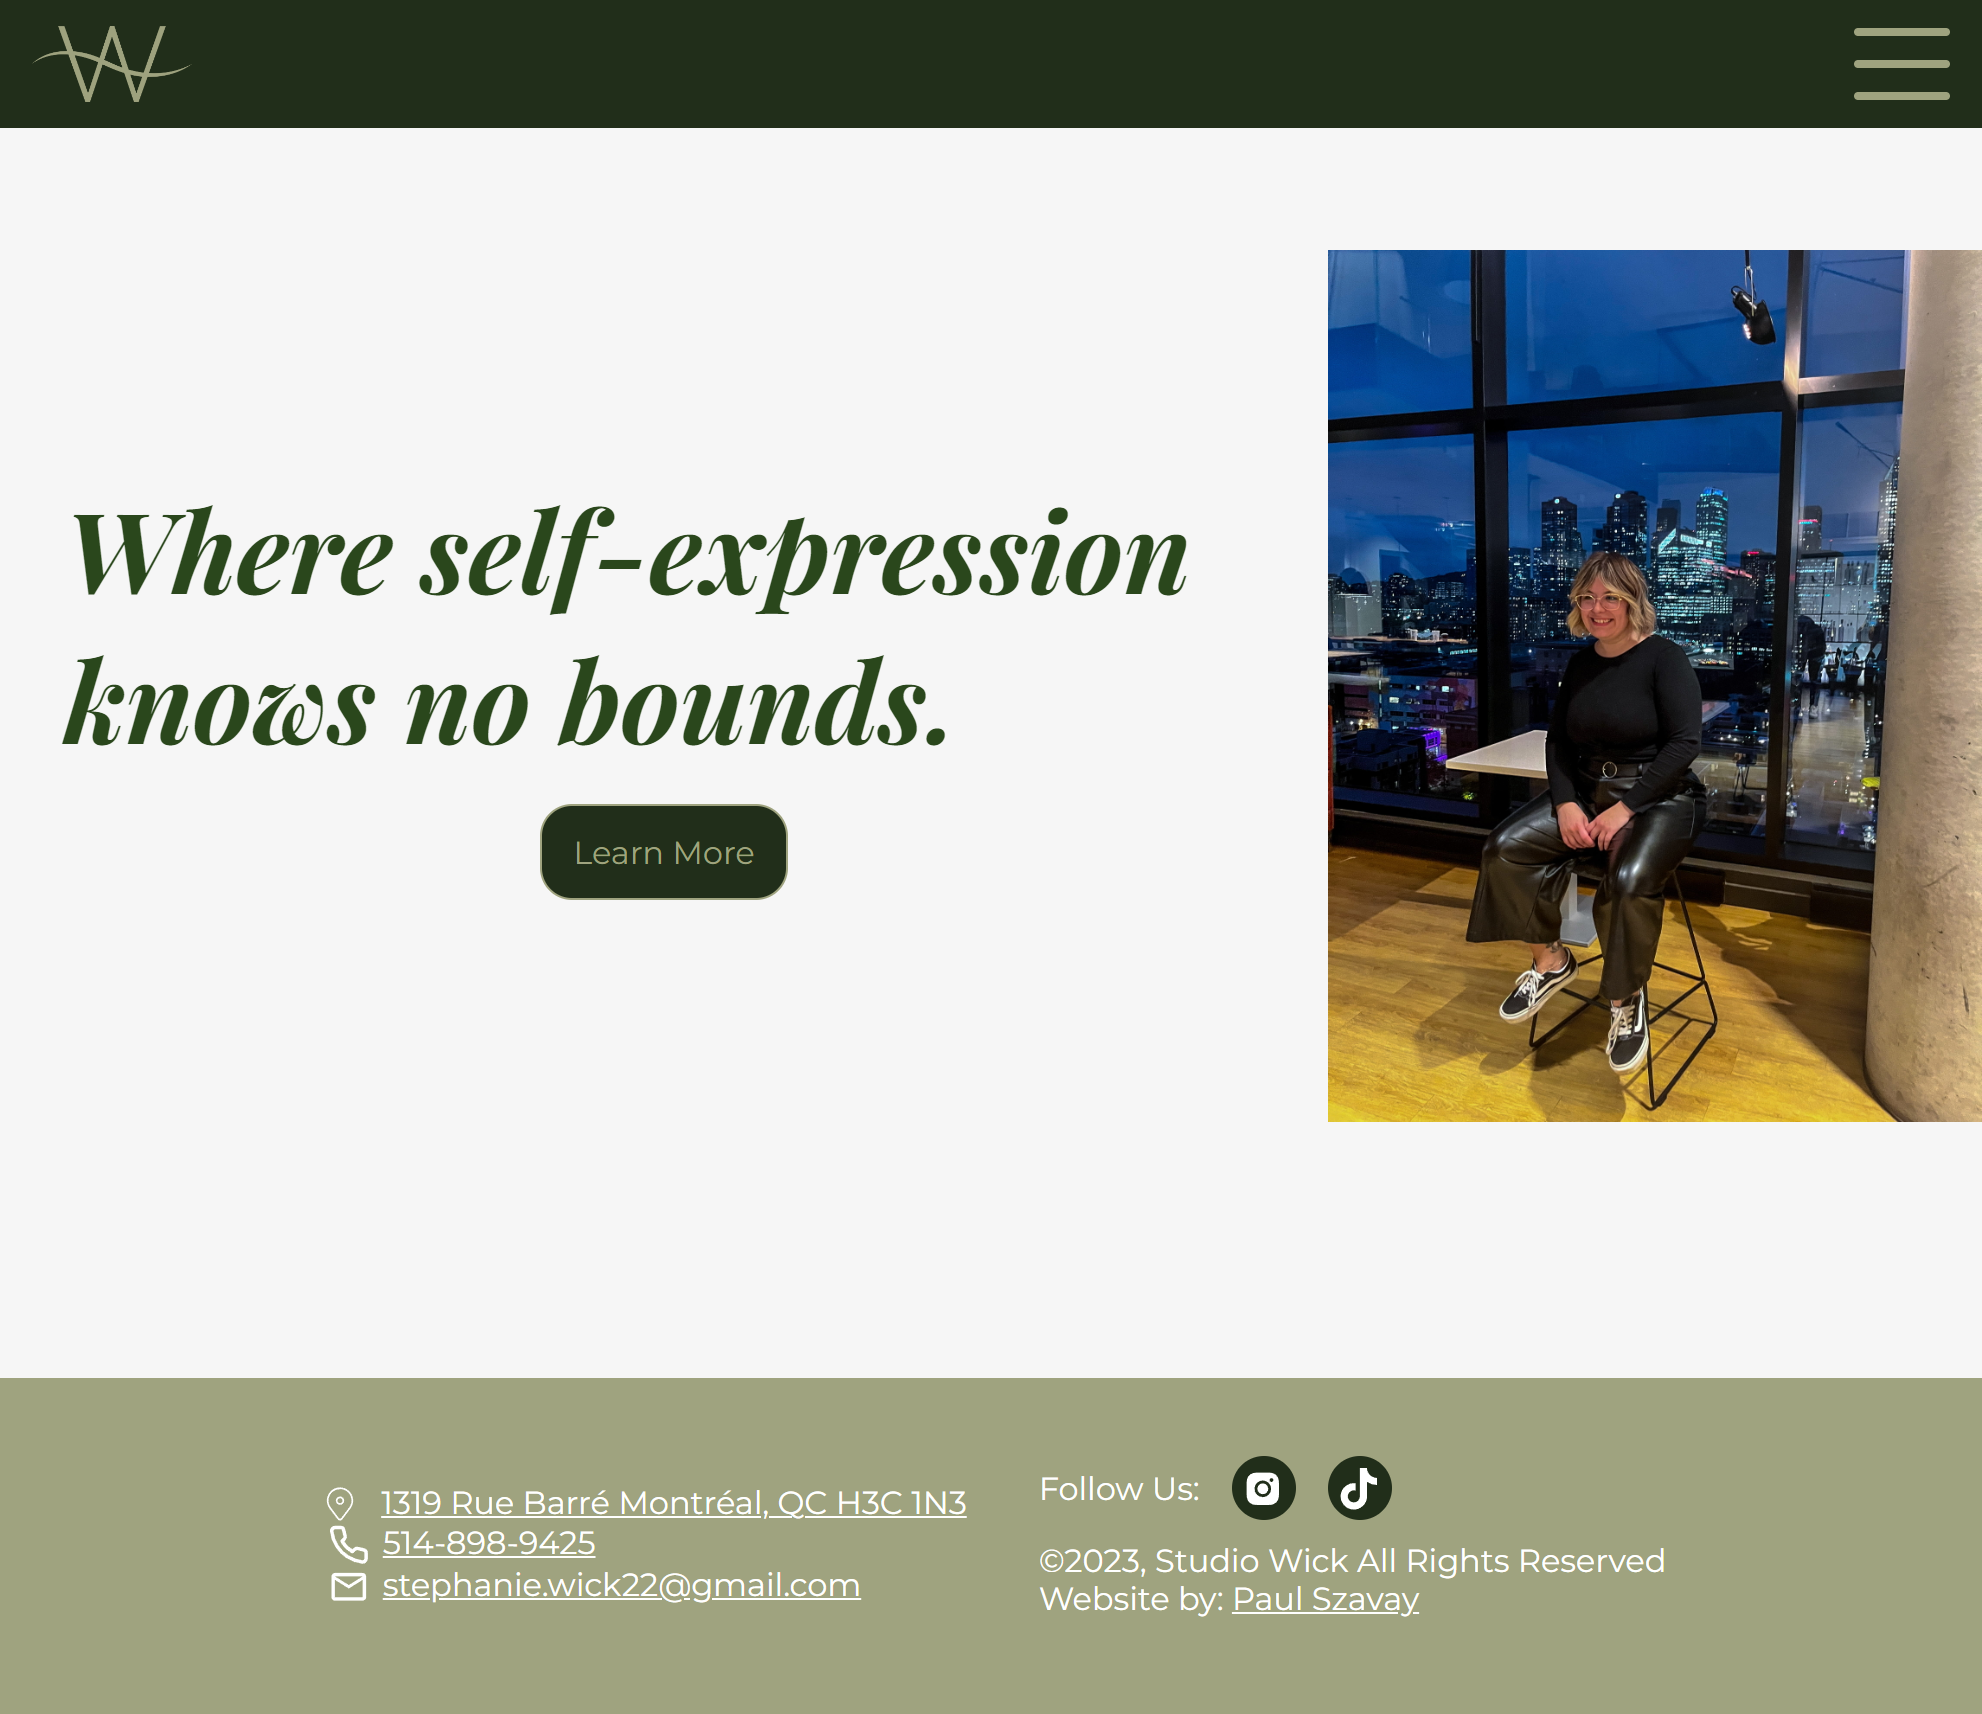 W
Where self-expression
knows no bounds.
Learn More
1319 Rue Barré Montréal, QC H3C 1N3
514-898-9425
stephanie.wick22@gmail.com
Follow Us:
©2023, Studio Wick All Rights Reserved
Website by: Paul Szavay